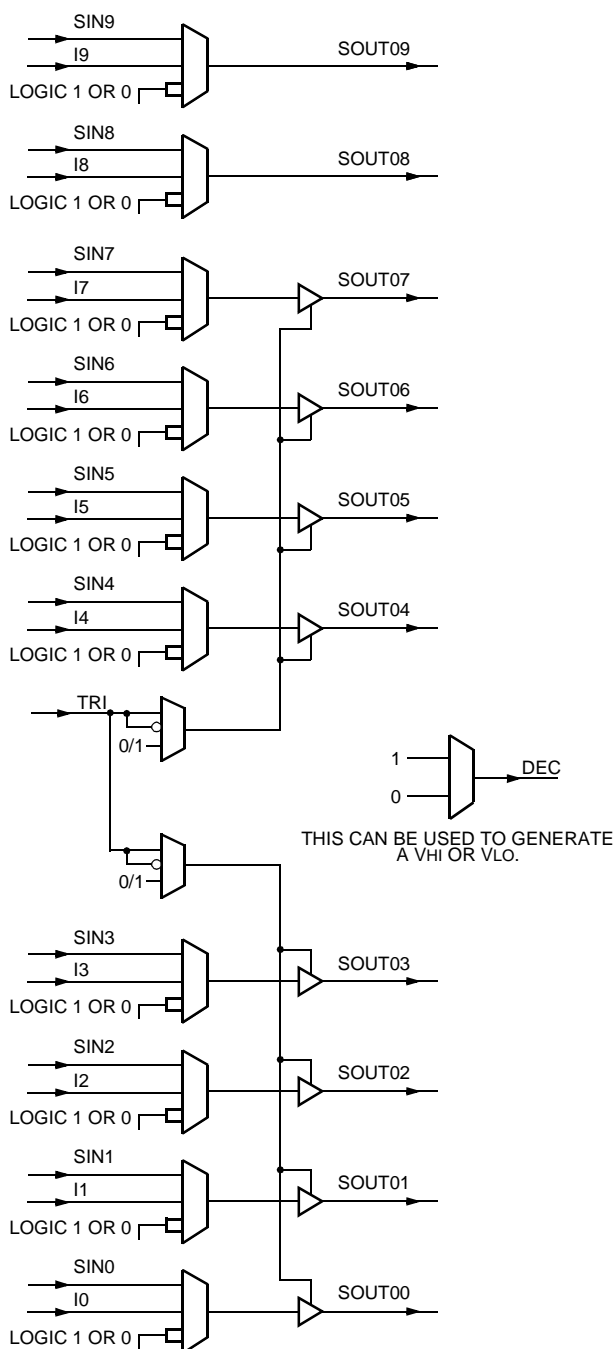 SIN9
I9
SOUT09
LOGIC 1 OR 0
SIN8
I8
SOUT08
LOGIC 1 OR 0
SIN7
I7
SOUT07
LOGIC 1 OR 0
SIN6
I6
SOUT06
LOGIC 1 OR 0
SIN5
I5
SOUT05
LOGIC 1 OR 0
SIN4
I4
SOUT04
LOGIC 1 OR 0
TRI
0/1
1
DEC
0
THIS CAN BE USED TO GENERATE
A VHI OR VLO.
0/1
SIN3
I3
SOUT03
LOGIC 1 OR 0
SIN2
I2
SOUT02
LOGIC 1 OR 0
SIN1
I1
SOUT01
LOGIC 1 OR 0
SIN0
I0
SOUT00
LOGIC 1 OR 0